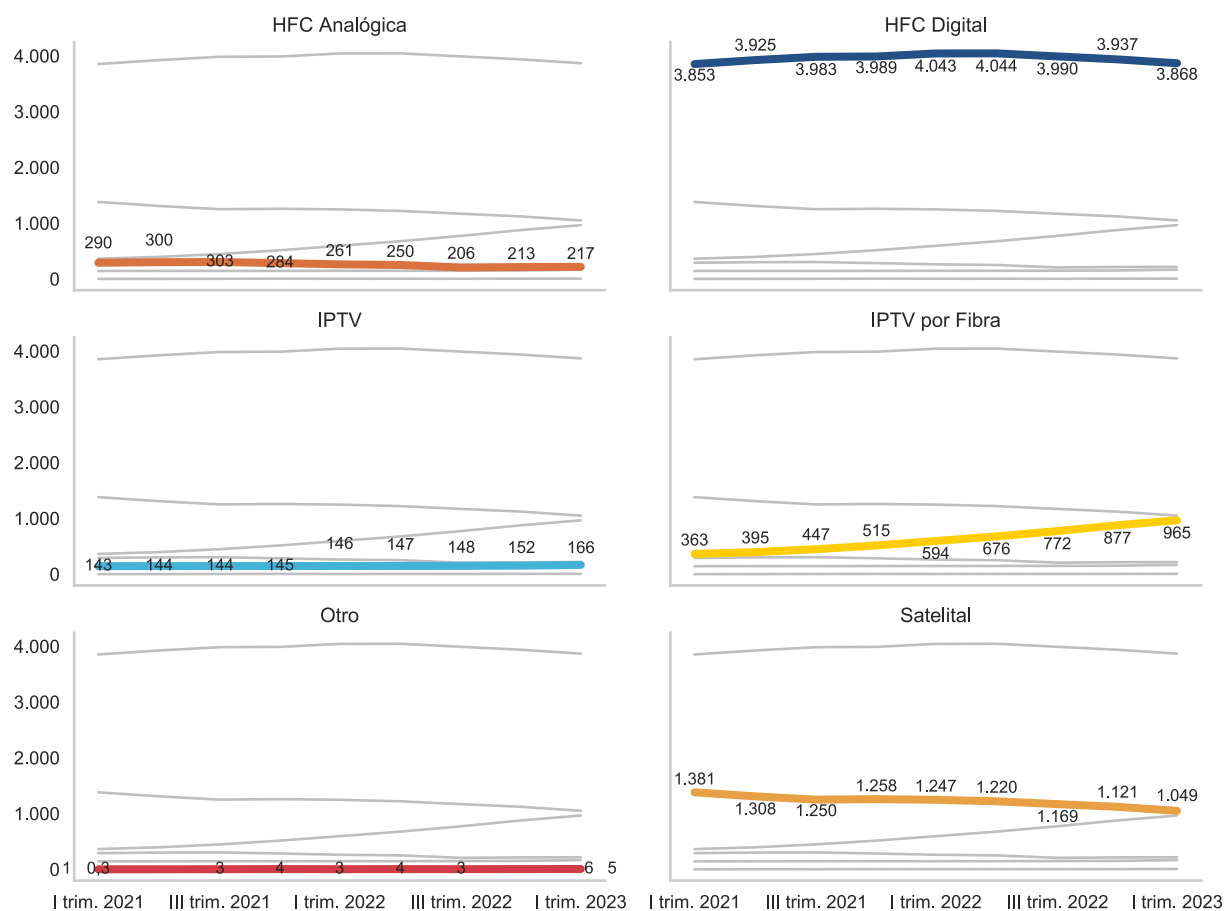 HFC Analógica HFC Digital
4.000
3.925 3.937
3.853 3.983 3.989 4.043 4.044 3.990 3.868
3.000
2.000
1.000
290 300 303 284 261 250 206 213 217
0
IPTV IPTV por Fibra
4.000
3.000
2.000
1.000
143 144 144 145 146 147 148 152 166
363 395 447 515 594 676 772 877 965
0
Otro Satelital
4.000
3.000
2.000
1.381 1.308 1.250 1.258 1.247 1.220 1.169 1.121 1.049
1.000
0 1 0,3 3 4 3 4 3 6 5
I trim. 2021 III trim. 2021 I trim. 2022 III trim. 2022 I trim. 2023 I trim. 2021 III trim. 2021 I trim. 2022 III trim. 2022 I trim. 2023